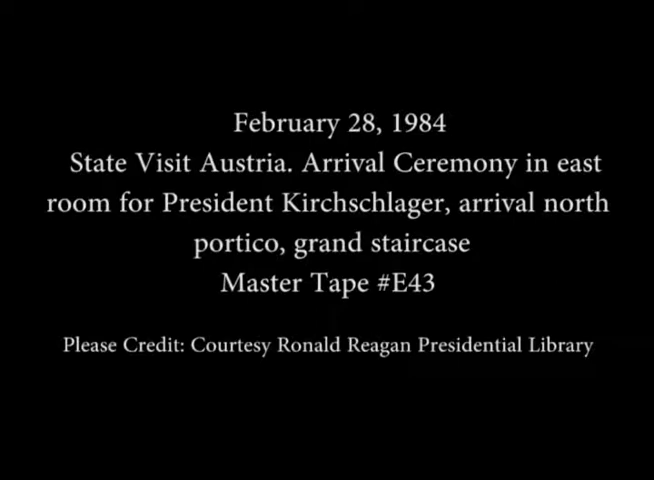 February 28, 1984
State Visit Austria. Arrival Ceremony in east
room for President Kirchschlager, arrival north
portico, grand staircase
Master Tape #E43
Please Credit: Courtesy Ronald Reagan Presidential Library